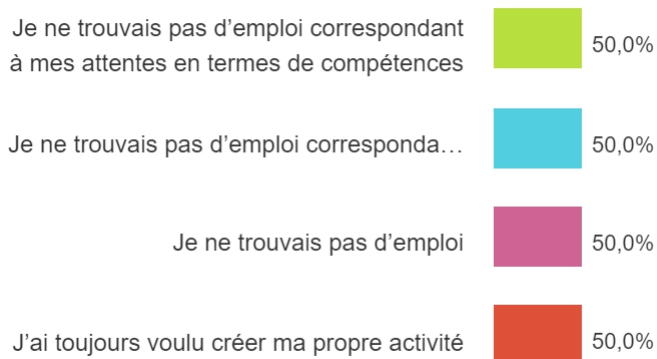 Je ne trouvais pas d’emploi correspondant
à mes attentes en termes de compétences
50,0%
Je ne trouvais pas d’emploi corresponda…
50,0%
Je ne trouvais pas d’emploi
50,0%
J’ai toujours voulu créer ma propre activité
50,0%